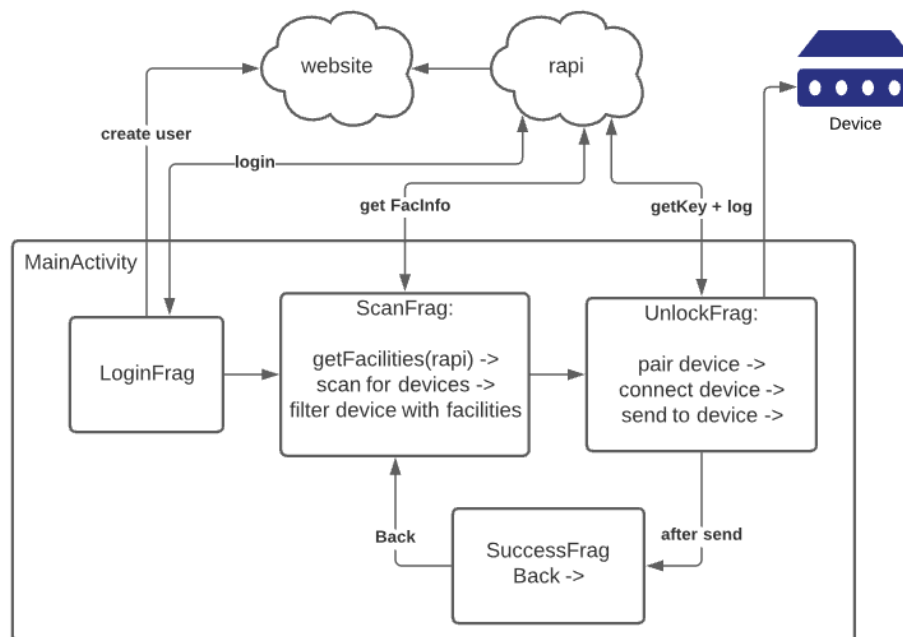 website
rapi
Device
create user
login
get FacInfo
getKey + log
MainActivity
LoginFrag
ScanFrag:
getFacilities(rapi) ->
scan for devices ->
filter device with facilities
UnlockFrag:
pair device ->
connect device ->
send to device ->
Back
after send
SuccessFrag
Back ->